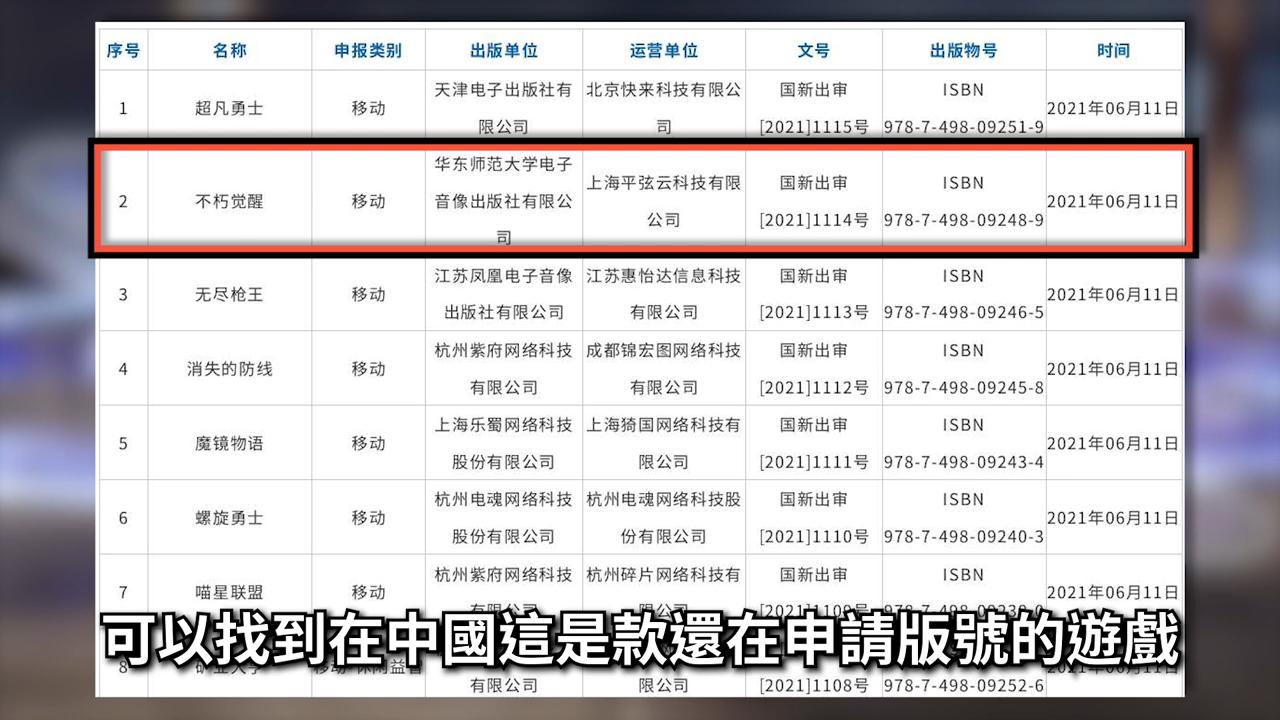 序号 名称 申报类别 出版单位 运营单位 文号 出版物号 时间
天津电子出版社有 北京快来科技有限公 国新出审 ISBN
1 超凡勇士 移动 2021年06月11日
限公司 司 [2021]1115号 978-7-498-09251-9
华东师范大学电子
上海平弦云科技有限 国新出审 ISBN
2 不朽觉醒 移动 音像出版社有限公 2021年06月11日
公司 [2021]1114号 978-7-498-09248-9
司
江苏凤凰电子音像 江苏惠怡达信息科技 国新出审 ISBN
3 无尽枪王 移动 2021年06月11日
出版社有限公司 有限公司 [2021]1113号 978-7-498-09246-5
杭州紫府网络科技 成都锦宏图网络科技 国新出审 ISBN
4 消失的防线 移动 2021年06月11日
有限公司 有限公司 [2021]1112号 978-7-498-09245-8
上海乐蜀网络科技 上海猗国网络科技有 国新出审 ISBN
5 魔镜物语 移动 2021年06月11日
股份有限公司 限公司 [2021]1111号 978-7-498-09243-4
杭州电魂网络科技 杭州电魂网络科技股 国新出审 ISBN
6 螺旋勇士 移动 2021年06月11日
股份有限公司 份有限公司 [2021]1110号 978-7-498-09240-3
杭州紫府网络科技 杭州碎片网络科技有 国新出审 ISBN
7 喵星联盟 移动 2021年06月11日
可以找到在中國這是款還在申請版號的遊戲
8
有限公司 限公司 [2021]1108号 978-7-498-09252-6